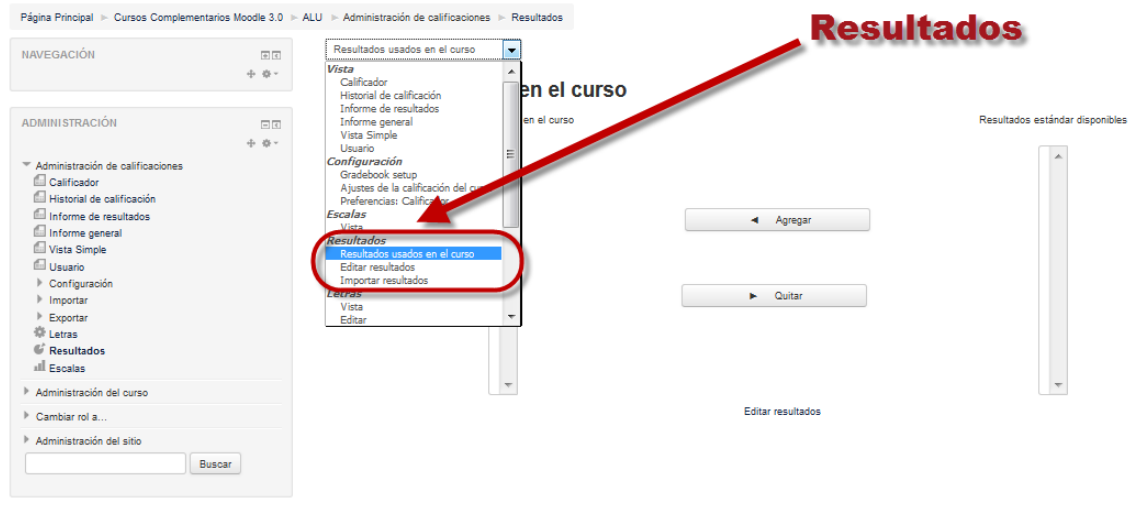 Página Principal ► Cursos Complementarios Moodle 3.0 ► ALU ► Administración de calificaciones ► Resultados
Resultados
NAVEGACIÓN
ADMINISTRACIÓN
Administración de calificaciones
Calificador
Historial de calificación
Informe de resultados
Informe general
Vista Simple
Usuario
Configuración
Importar
Exportar
Letras
Resultados
Escalas
Administración del curso
Cambiar rol a...
Administración del sitio
Buscar
Resultados usados en el curso
Vista
Calificador
Historial de calificación
Informe de resultados
Informe general
Vista Simple
Usuario
Configuración
Gradebook setup
Ajustes de la calificación del
Preferencias: Calificador
Escalas
Vista
Resultados
Resultados usados en el curso
Editar resultados
Importar resultados
Letras
Vista
Editar
en el curso
en el curso
Resultados estándar disponibles
◄ Agregar
► Quitar
Editar resultados